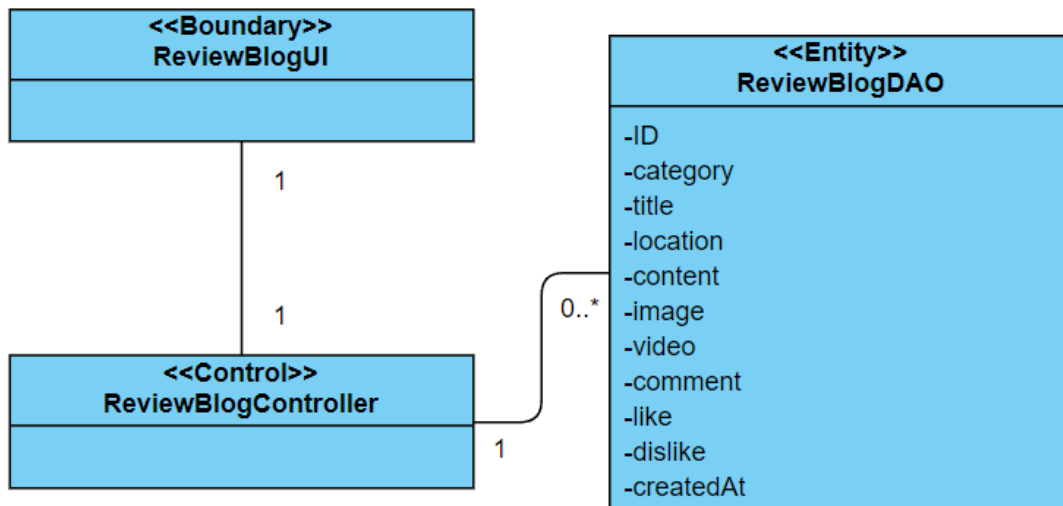 <<Boundary>>
ReviewBlogUI
1
1
<<Control>>
ReviewBlogController
1
0..*
<<Entity>>
ReviewBlogDAO
-ID
-category
-title
-location
-content
-image
-video
-comment
-like
-dislike
-createdAt